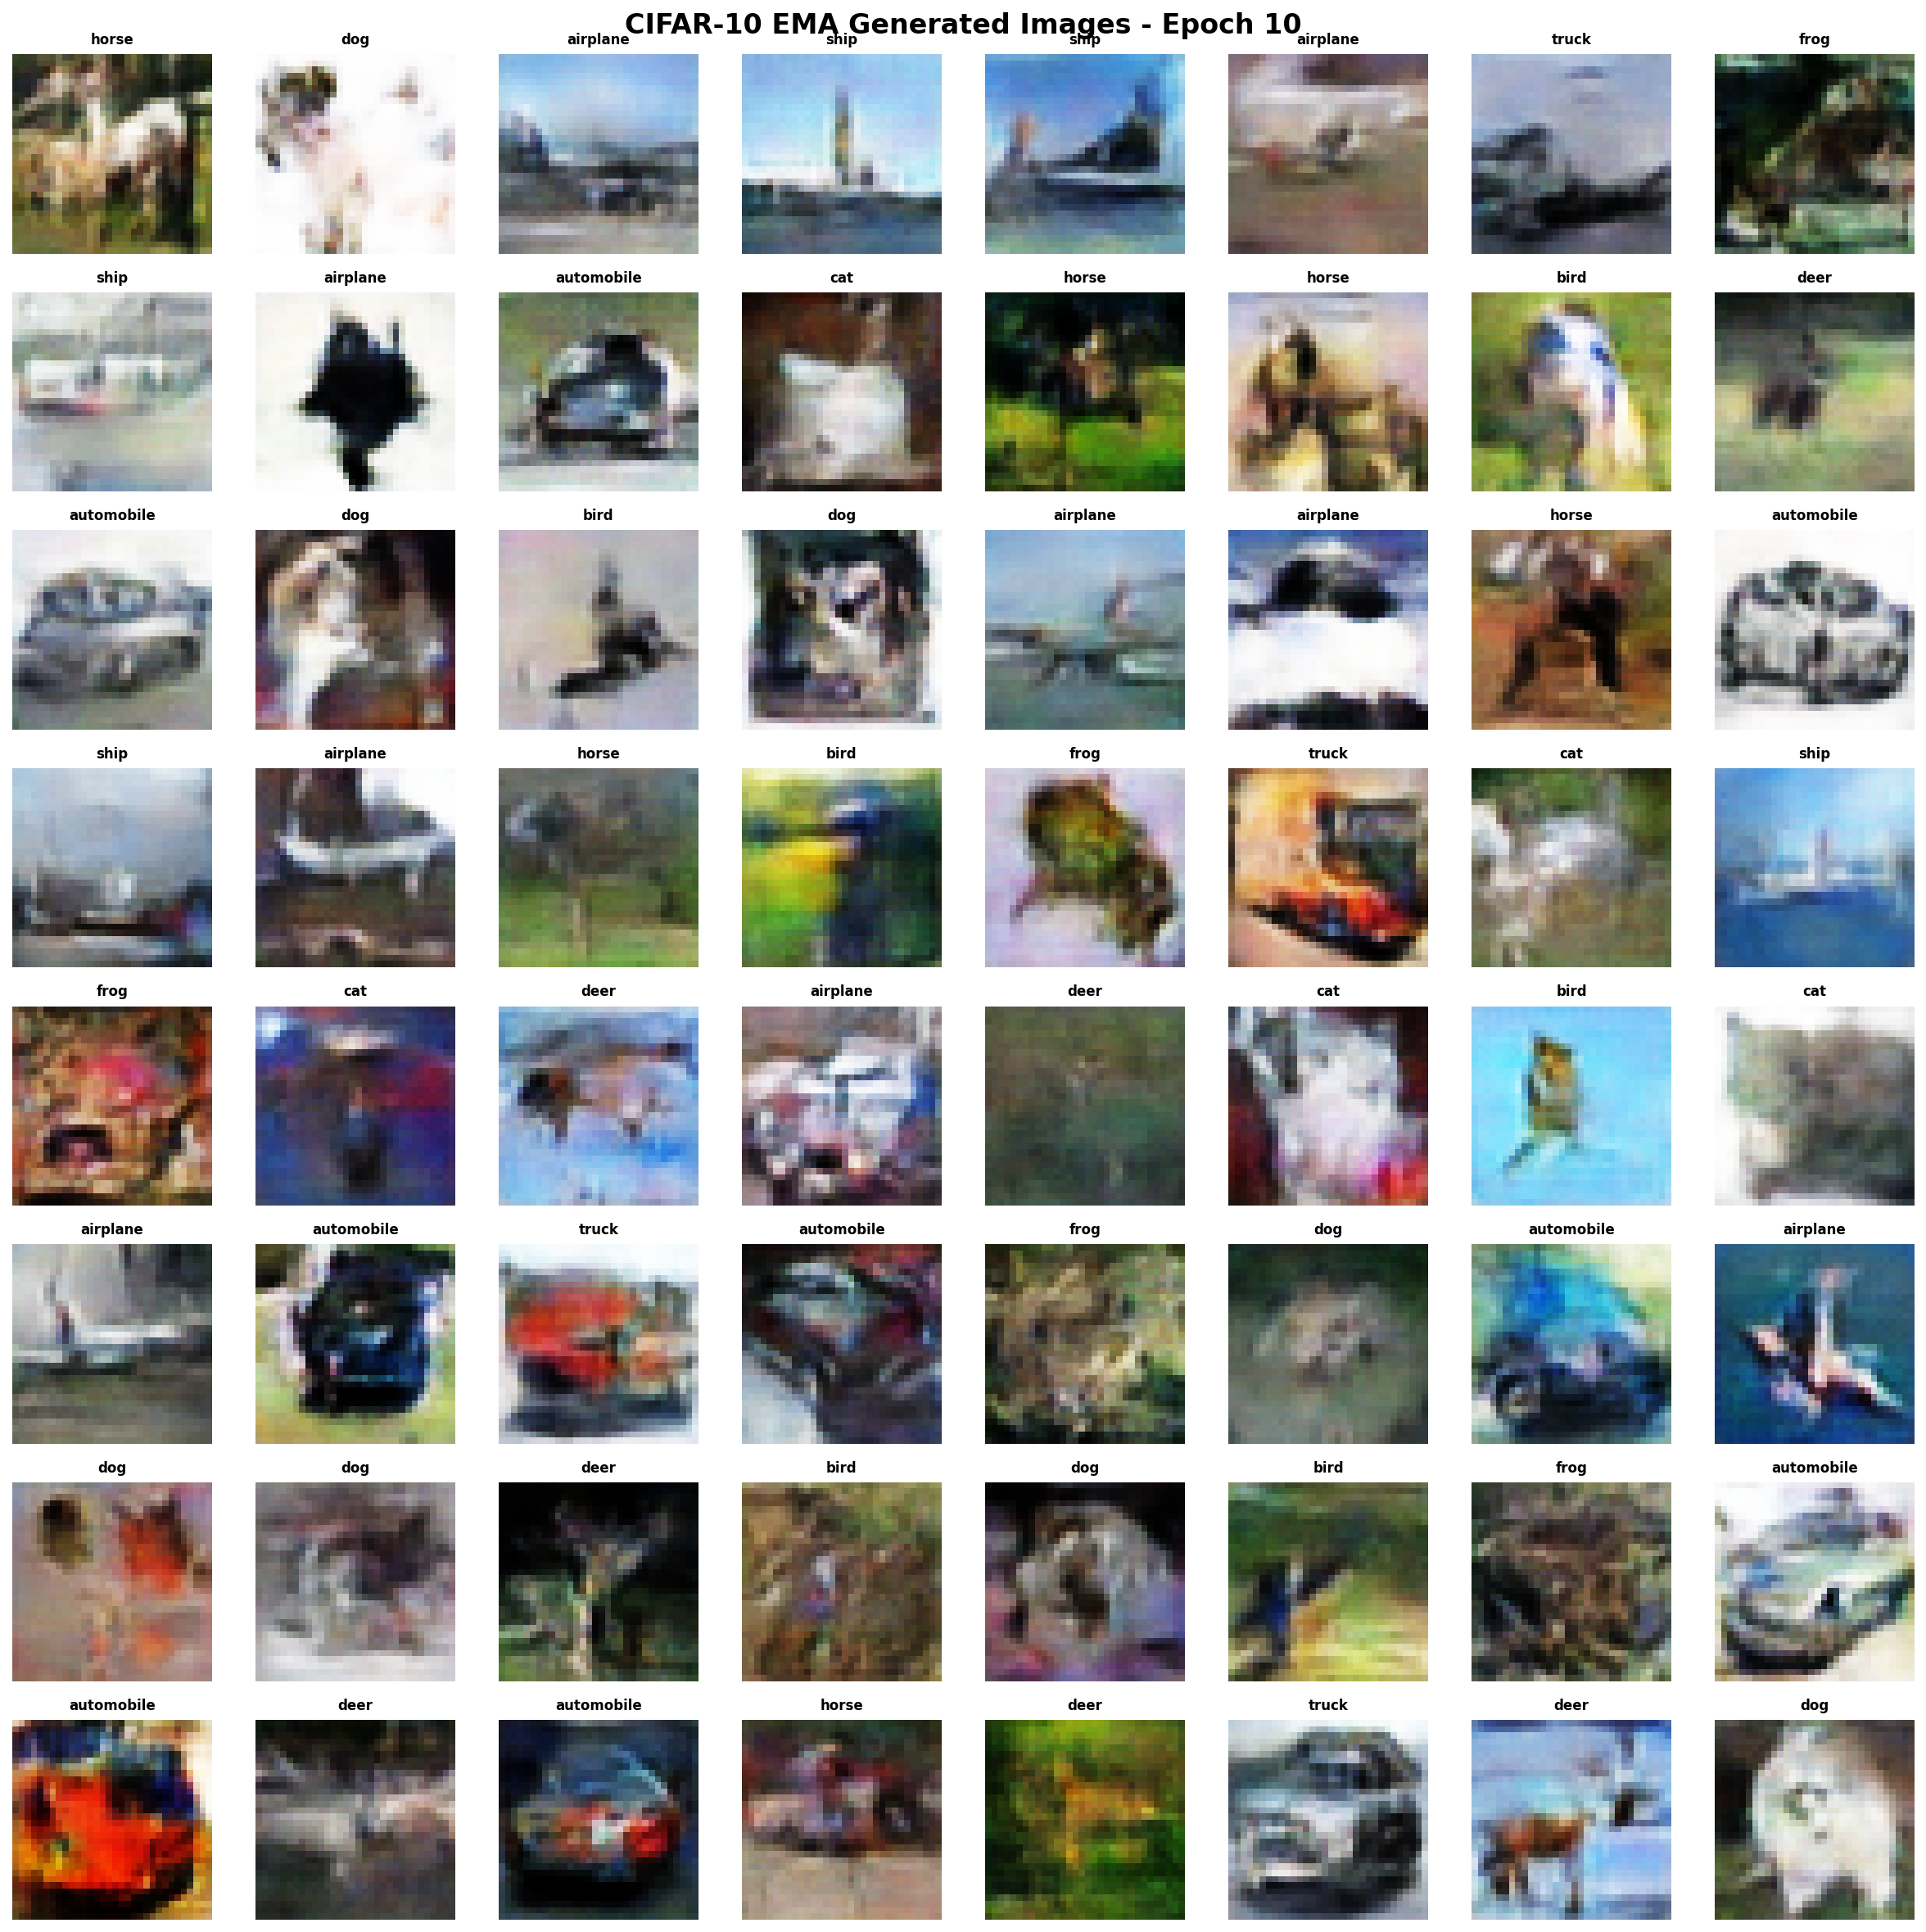 CIFAR-10 EMA Generated Images - Epoch 10
horse dog airplane ship ship airplane truck frog
ship airplane automobile cat horse horse bird deer
automobile dog bird dog airplane airplane horse automobile
ship airplane horse bird frog truck cat ship
frog cat deer airplane deer cat bird cat
airplane automobile truck automobile frog dog automobile airplane
dog dog deer bird dog bird frog automobile
automobile deer automobile horse deer truck deer dog